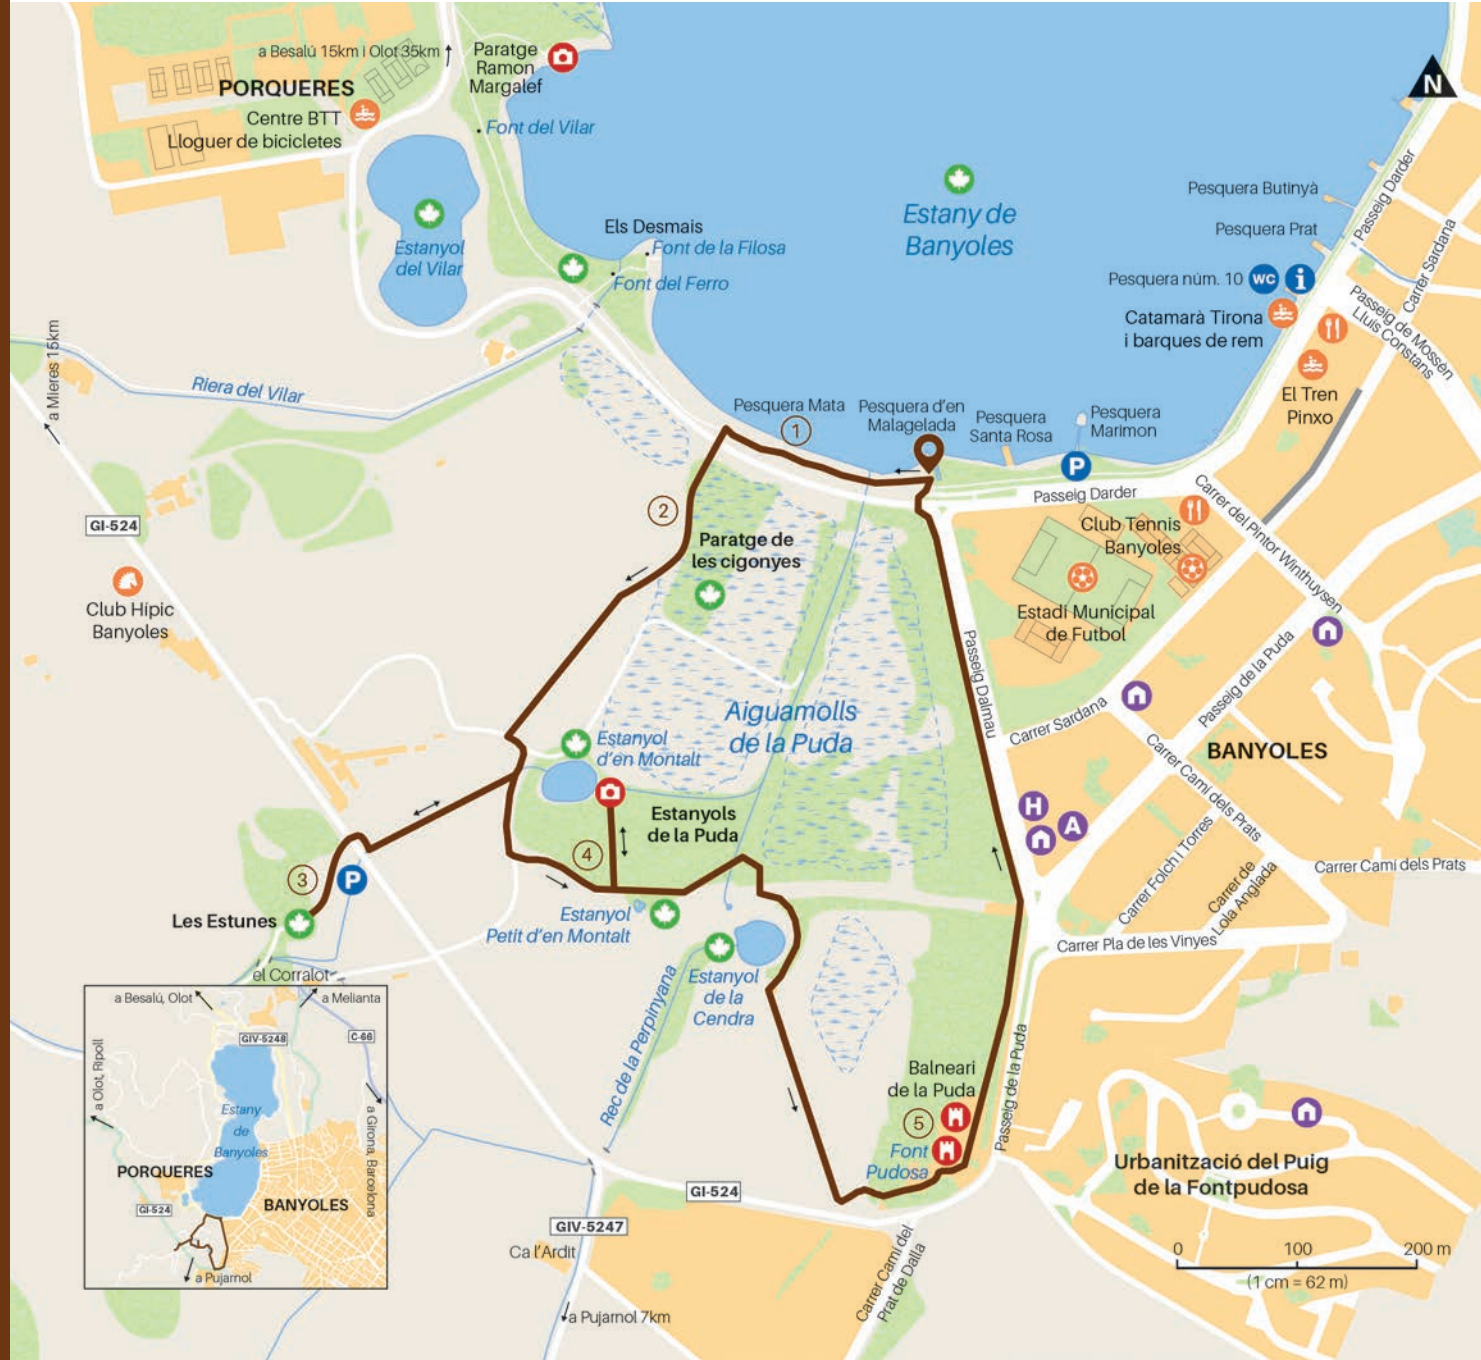 a Besalú 15km i Olot 35km
PORQUERES
Centre BTT
Lloguer de bicicletes
Paratge
Ramon
Margalef
Font del Vilar
Estanyol
del Vilar
Els Desmais
Font de la Filosa
Font del Ferro
Estany de
Banyoles
N
Passeig Darder
Pesquera Butinyà
Pesquera Prat
Pesquera núm. 10
WC
i
Catamarà Tirona
i barques de rem
Carrer Sardana
Passeig de Mossèn
Lluís Constans
El Tren
Pinxo
a Mieres 15km
Riera del Vilar
Pesquera Mata
1
Pesquera d'en
Malagelada
Pesquera
Santa Rosa
Pesquera
Marimon
P
Passeig Darder
Carrer del Pintor Winthuysen
GI-524
2
Paratge de
les cigonyes
Club Tennis
Banyoles
Estadi Municipal
de Futbol
Club Hípic
Banyoles
Passeig Dalmau
Passeig de la Puda
Carrer Sardana
Aiguamolls
de la Puda
BANYOLES
Carrer Camí dels Prats
Estanyol
d'en Montalt
Estanyols
de la Puda
H
A
4
3
P
Carrer Folch i Torres
Carrer de
Lola Anglada
Carrer Camí dels Prats
Les Estunes
Estanyol
Petit d'en Montalt
Carrer Pla de les Vinyes
el Corralot
Estanyol
de la
Cendra
Rec de la Perpinyana
Passeig de la Puda
Balneari
de la Puda
5
Font
Pudosa
Urbanització del Puig
de la Fontpudosa
GI-524
GIV-5247
Ca l'Ardit
a Pujarnol 7km
Carrer Camí del
Prat de Dalla
0 100 200 m
(1 cm = 62 m)
a Besalú, Olot
a Melianta
GIV-5248
C-66
a Olot, Ripoll
Estany
de
Banyoles
a Girona, Barcelona
PORQUERES
BANYOLES
GI-524
a Pujarnol